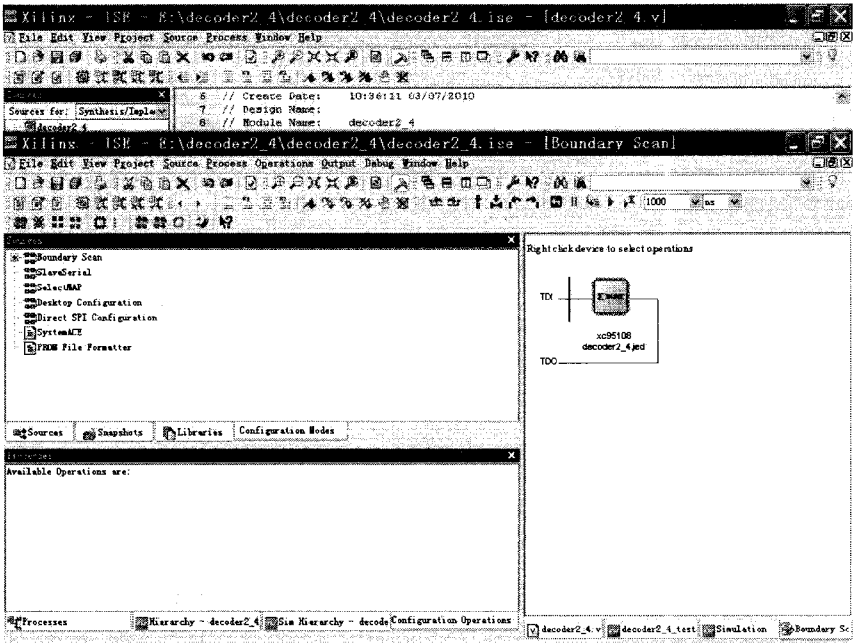 Xilinx - ISE - E:\decoder2_4\decoder2_4\decoder2_4.ise - [decoder2_4.v]
File Edit View Project Source Process Window Help
Sources for: Synthesis/Imple
decoder2_4
6 // Create Date: 10:36:11 03/07/2010
7 // Design Name:
8 // Module Name: decoder2_4
Xilinx - ISE - E:\decoder2_4\decoder2_4\decoder2_4.ise - [Boundary Scan]
File Edit View Project Source Process Operations Output Debug Window Help
1000 ns
Sources
Boundary Scan
SlaveSerial
SelectMAP
Desktop Configuration
Direct SPI Configuration
SystemACE
PROM File Formatter
Sources Snapshots Libraries Configuration Modes
Processes
Available Operations are:
Processes Hierarchy - decoder2_4 Sim Hierarchy - decode Configuration Operations
Right click device to select operations
TDI
xc95108
decoder2_4.jed
TDO
decoder2_4.v decoder2_4_test Simulation Boundary Sc